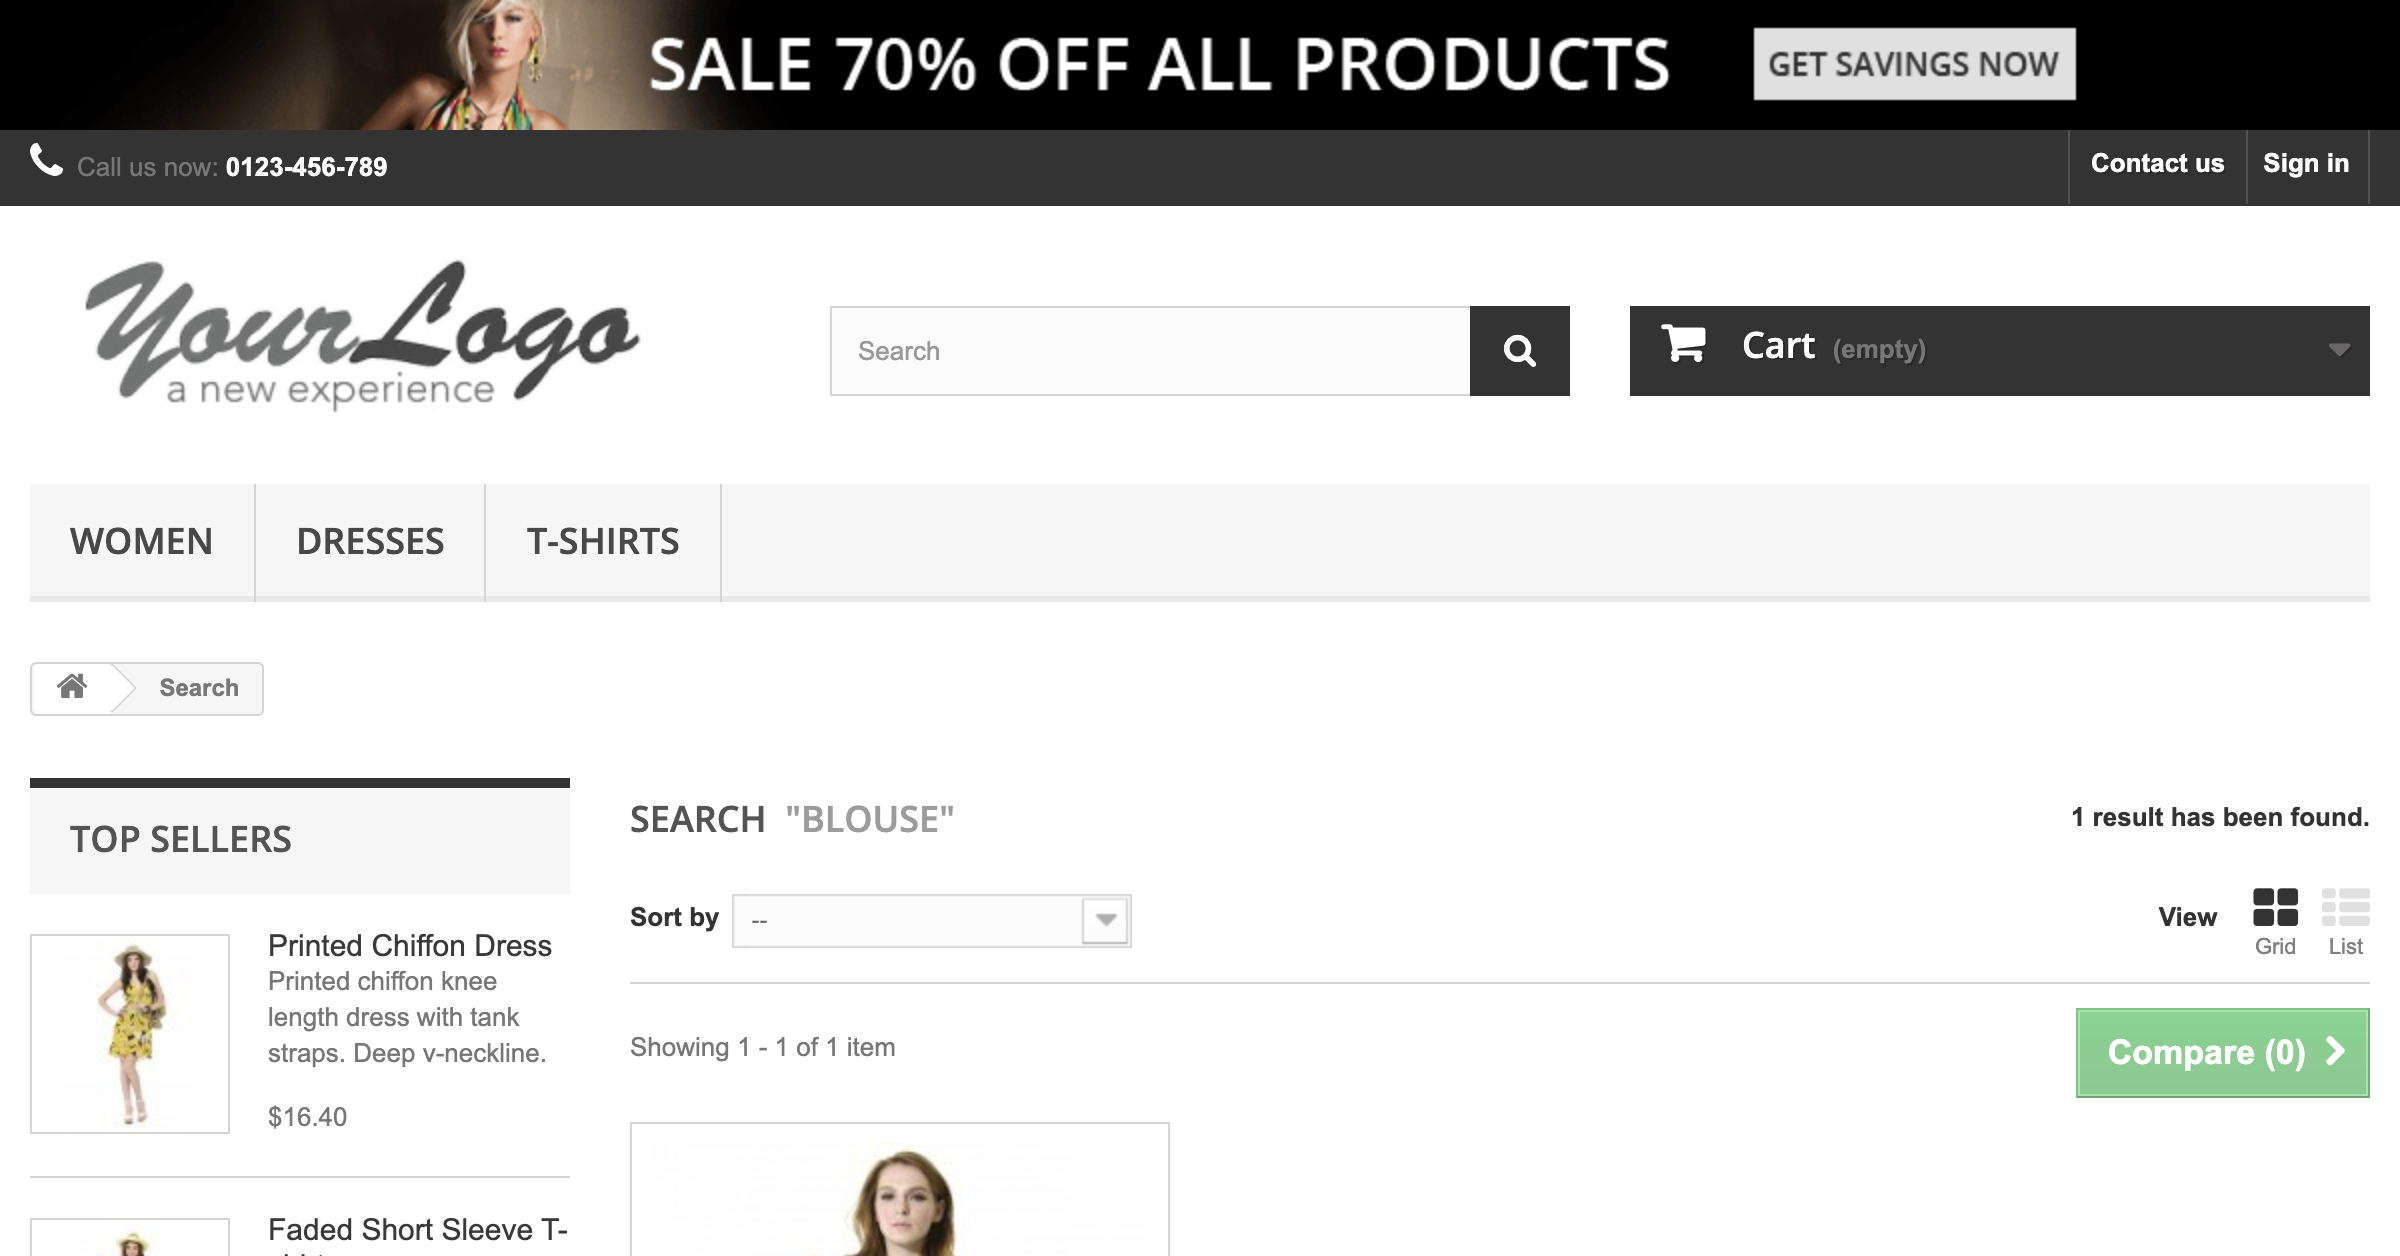 SALE 70% OFF ALL PRODUCTS
GET SAVINGS NOW
Call us now: 0123-456-789
Contact us
Sign in
YourLogo
a new experience
Search
Cart (empty)
WOMEN
DRESSES
T-SHIRTS
Search
TOP SELLERS
Printed Chiffon Dress
Printed chiffon knee
length dress with tank
straps. Deep v-neckline.
$16.40
Faded Short Sleeve T-
SEARCH "BLOUSE"
1 result has been found.
Sort by
--
View
Grid
List
Showing 1 - 1 of 1 item
Compare (0)